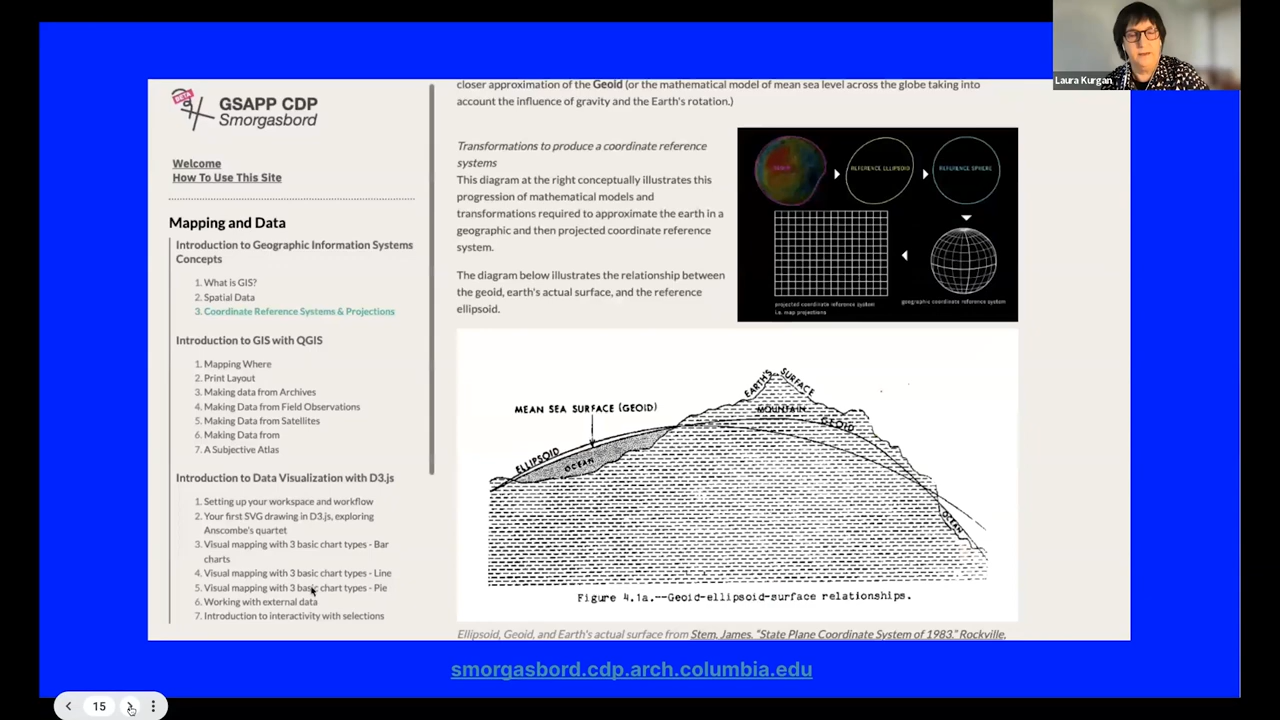 Laura Kurgan
BETA
GSAPP CDP
Smorgasbord
Welcome
How To Use This Site
Mapping and Data
Introduction to Geographic Information Systems
Concepts
1. What is GIS?
2. Spatial Data
3. Coordinate Reference Systems & Projections
Introduction to GIS with QGIS
1. Mapping Where
2. Print Layout
3. Making data from Archives
4. Making Data from Field Observations
5. Making Data from Satellites
6. Making Data from
7. A Subjective Atlas
Introduction to Data Visualization with D3.js
1. Setting up your workspace and workflow
2. Your first SVG drawing in D3.js, exploring
Anscombe's quartet
3. Visual mapping with 3 basic chart types - Bar
charts
4. Visual mapping with 3 basic chart types - Line
5. Visual mapping with 3 basic chart types - Pie
6. Working with external data
7. Introduction to interactivity with selections
closer approximation of the Geoid (or the mathematical model of mean sea level across the globe taking into
account the influence of gravity and the Earth's rotation.)
Transformations to produce a coordinate reference
systems
This diagram at the right conceptually illustrates this
progression of mathematical models and
transformations required to approximate the earth in a
geographic and then projected coordinate reference
system.
The diagram below illustrates the relationship between
the geoid, earth's actual surface, and the reference
ellipsoid.
GEOID
REFERENCE ELLIPSOID
REFERENCE SPHERE
projected coordinate reference system
i.e. map projections
geographic coordinate reference system
EARTH'S SURFACE
MEAN SEA SURFACE (GEOID)
MOUNTAIN
GEOID
ELLIPSOID
OCEAN
OCEAN
Figure 4.1a.--Geoid-ellipsoid-surface relationships.
Ellipsoid, Geoid, and Earth's actual surface from Stem, James. "State Plane Coordinate System of 1983." Rockville,
smorgasbord.cdp.arch.columbia.edu
15